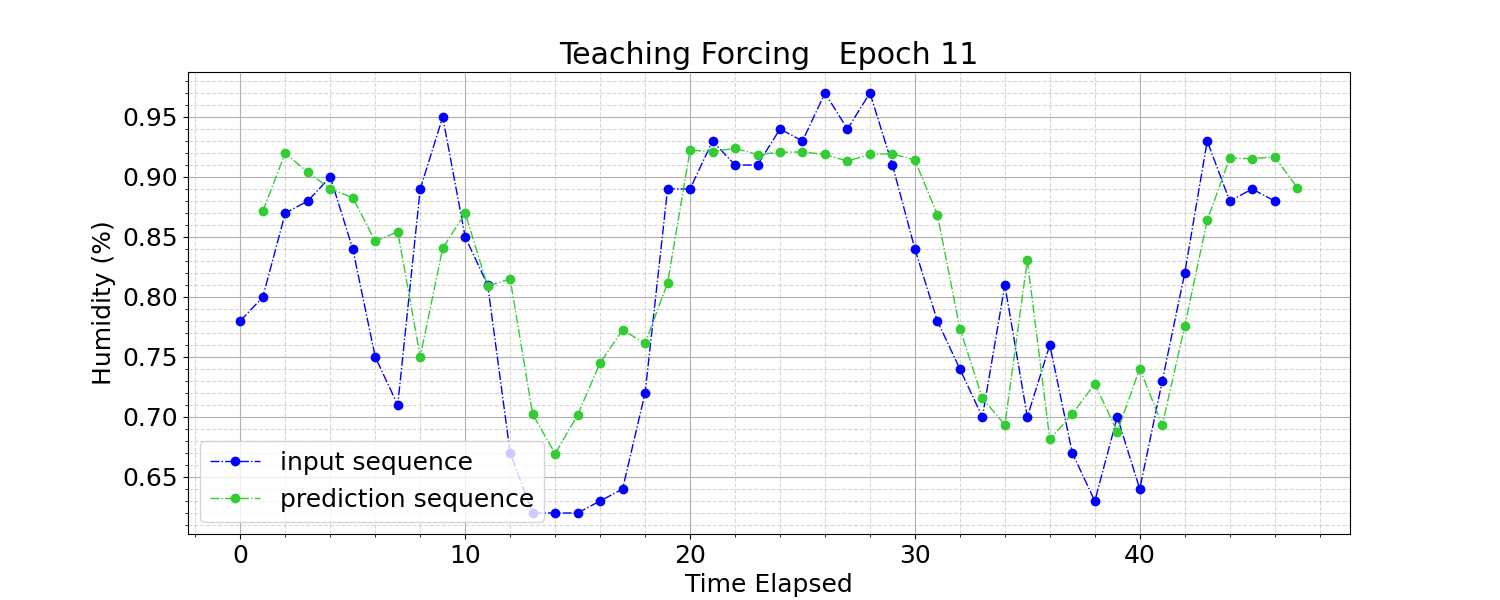 Teaching Forcing   Epoch 11
Humidity (%)
0.95
0.90
0.85
0.80
0.75
0.70
0.65
input sequence
prediction sequence
0 10 20 30 40
Time Elapsed